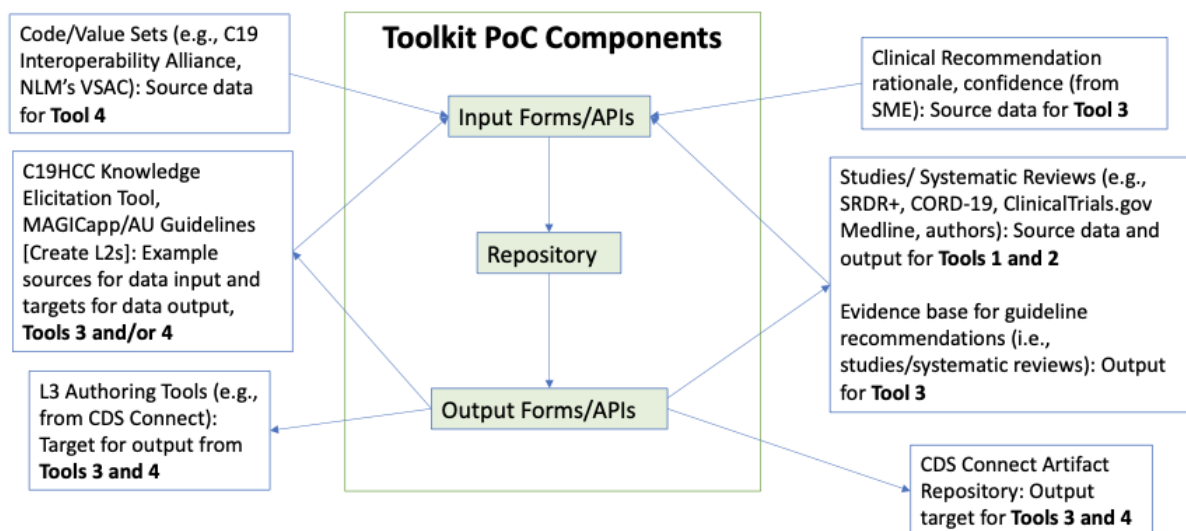 Toolkit PoC Components
Code/Value Sets (e.g., C19
Interoperability Alliance,
NLM's VSAC): Source data
for Tool 4
C19HCC Knowledge
Elicitation Tool,
MAGICapp/AU Guidelines
[Create L2s]: Example
sources for data input and
targets for data output,
Tools 3 and/or 4
L3 Authoring Tools (e.g.,
from CDS Connect):
Target for output from
Tools 3 and 4
Input Forms/APIs
Repository
Output Forms/APIs
Clinical Recommendation
rationale, confidence (from
SME): Source data for Tool 3
Studies/ Systematic Reviews (e.g.,
SRDR+, CORD-19, ClinicalTrials.gov
Medline, authors): Source data and
output for Tools 1 and 2
Evidence base for guideline
recommendations (i.e.,
studies/systematic reviews): Output
for Tool 3
CDS Connect Artifact
Repository: Output
target for Tools 3 and 4